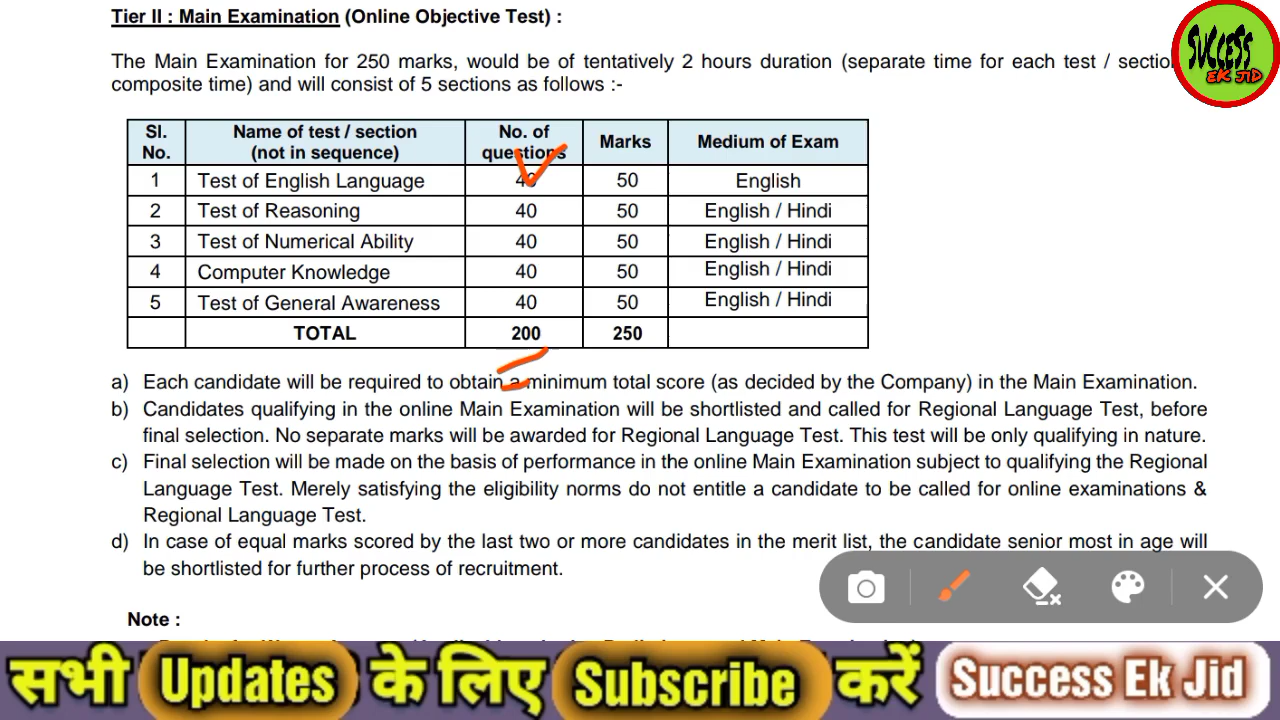 Tier II : Main Examination (Online Objective Test) :
SUCCESS
EK JID
The Main Examination for 250 marks, would be of tentatively 2 hours duration (separate time for each test / section
composite time) and will consist of 5 sections as follows :-
Sl. No. Name of test / section (not in sequence) No. of questions Marks Medium of Exam
1 Test of English Language 40 50 English
2 Test of Reasoning 40 50 English / Hindi
3 Test of Numerical Ability 40 50 English / Hindi
4 Computer Knowledge 40 50 English / Hindi
5 Test of General Awareness 40 50 English / Hindi
TOTAL 200 250
a) Each candidate will be required to obtain a minimum total score (as decided by the Company) in the Main Examination.
b) Candidates qualifying in the online Main Examination will be shortlisted and called for Regional Language Test, before
final selection. No separate marks will be awarded for Regional Language Test. This test will be only qualifying in nature.
c) Final selection will be made on the basis of performance in the online Main Examination subject to qualifying the Regional
Language Test. Merely satisfying the eligibility norms do not entitle a candidate to be called for online examinations &
Regional Language Test.
d) In case of equal marks scored by the last two or more candidates in the merit list, the candidate senior most in age will
be shortlisted for further process of recruitment.
Note :
सभी Updates के लिए Subscribe करें Success Ek Jid